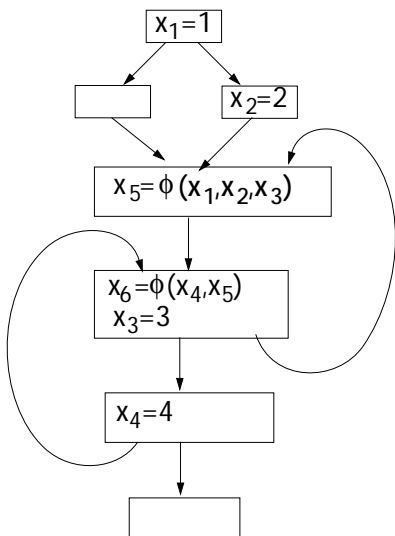 x₁=1
x₂=2
x₅=ϕ(x₁,x₂,x₃)
x₆=ϕ(x₄,x₅)
x₃=3
x₄=4